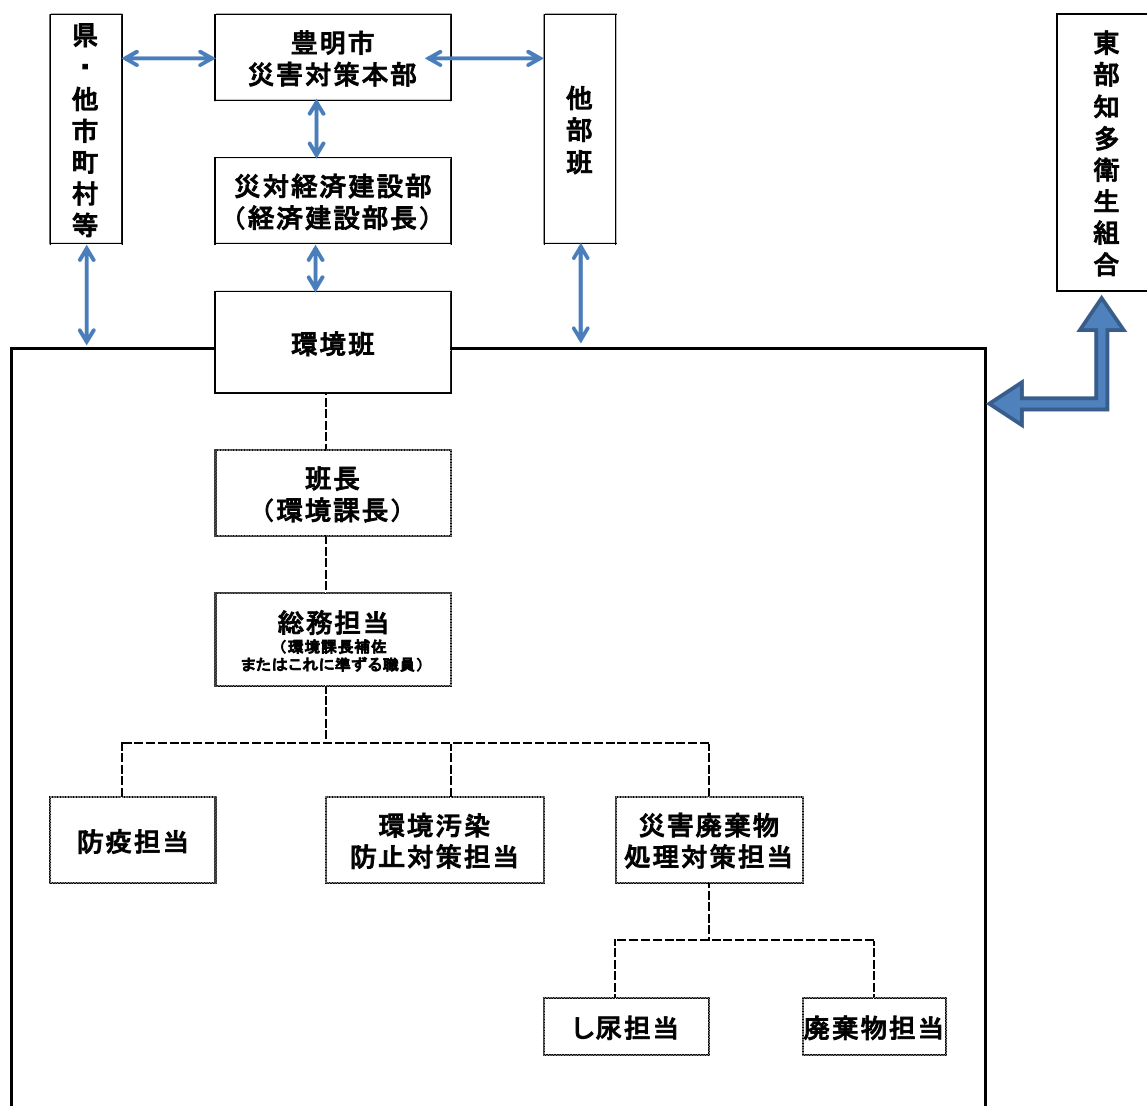 県・他市町村等
豊明市
災害対策本部
他部班
東部知多衛生組合
災対経済建設部
（経済建設部長）
環境班
班長
（環境課長）
総務担当
（環境課長補佐
またはこれに準ずる職員）
防疫担当
環境汚染
防止対策担当
災害廃棄物
処理対策担当
し尿担当
廃棄物担当